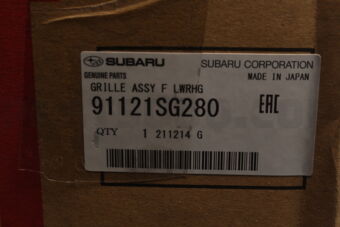 SUBARU SUBARU CORPORATION
GENUINE PARTS MADE IN JAPAN
GRILLE ASSY F LWRHG
91121SG280 EAC
QTY 1 211214 G